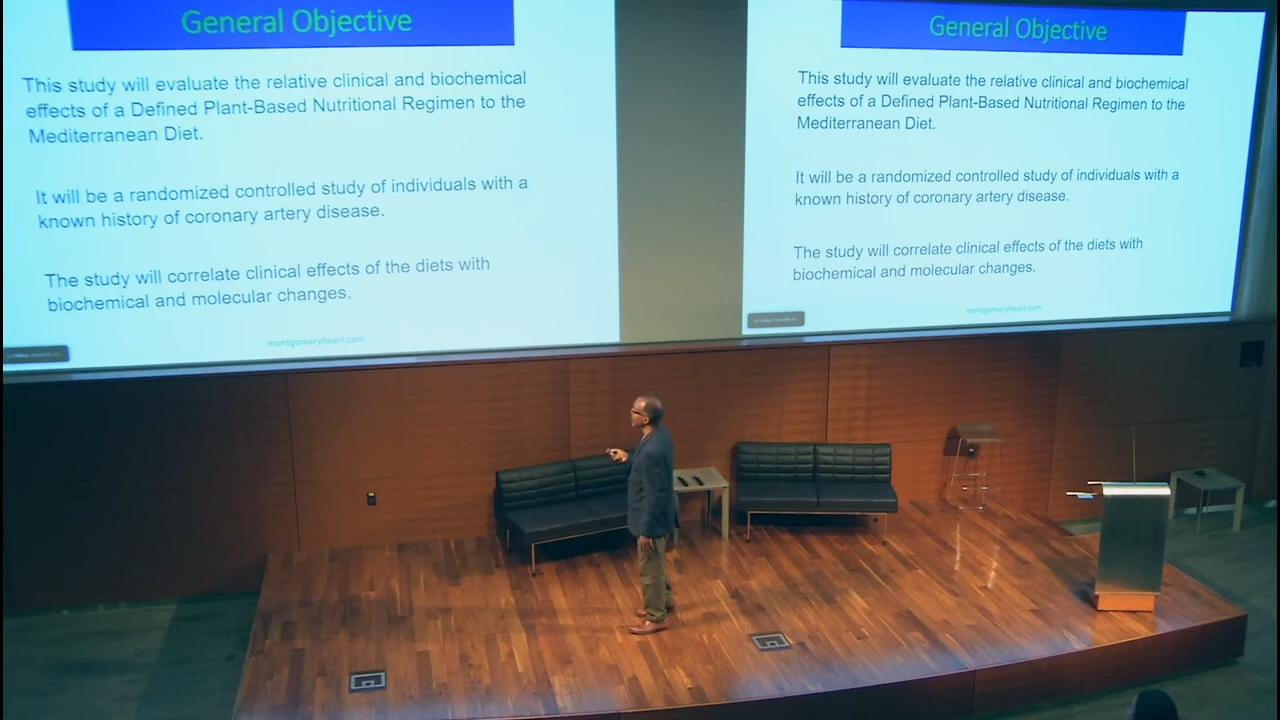 General Objective
This study will evaluate the relative clinical and biochemical
effects of a Defined Plant-Based Nutritional Regimen to the
Mediterranean Diet.
It will be a randomized controlled study of individuals with a
known history of coronary artery disease.
The study will correlate clinical effects of the diets with
biochemical and molecular changes.
montgomeryheart.com
General Objective
This study will evaluate the relative clinical and biochemical
effects of a Defined Plant-Based Nutritional Regimen to the
Mediterranean Diet.
It will be a randomized controlled study of individuals with a
known history of coronary artery disease.
The study will correlate clinical effects of the diets with
biochemical and molecular changes.
montgomeryheart.com